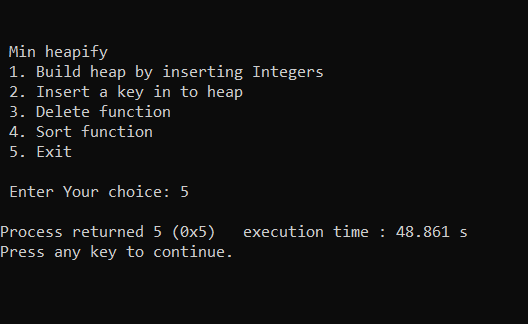 Min heapify
1. Build heap by inserting Integers
2. Insert a key in to heap
3. Delete function
4. Sort function
5. Exit
Enter Your choice: 5
Process returned 5 (0x5)   execution time : 48.861 s
Press any key to continue.